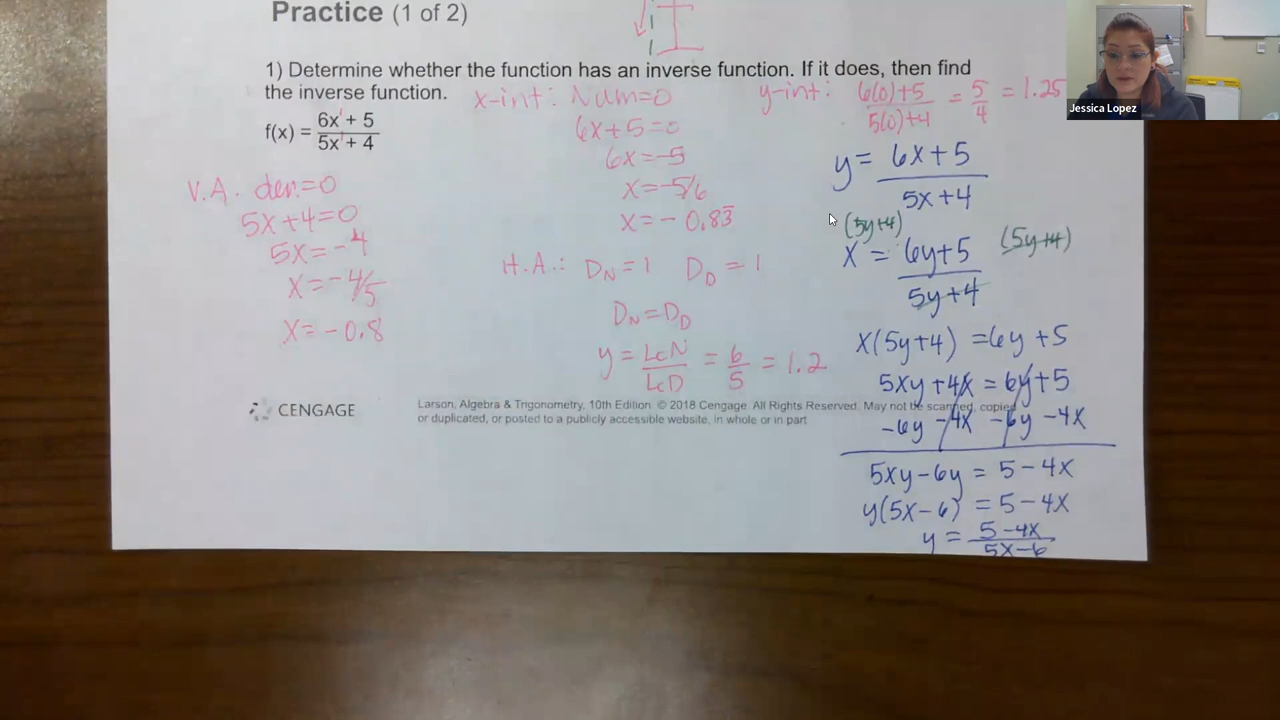 Practice (1 of 2)
Jessica Lopez
1) Determine whether the function has an inverse function. If it does, then find
the inverse function.
f(x) = 6x' + 5
5x' + 4
x-int: Num=0
6x+5=0
6x=-5
x=-5/6
x=-0.83̅
y-int: 6(0)+5 = 5 = 1.25
5(0)+4 4
V.A. den=0
5x+4=0
5x=-4
x=-4/5
x=-0.8
H.A.: D_N=1 D_D=1
D_N=D_D
y= LCN = 6 = 1.2
LCD 5
y= 6x+5
5x+4
(5y+4)
x = 6y+5 (5y+4)
5y+4
x(5y+4) =6y+5
5xy+4x = 6y+5
-6y -4x -6y -4x
5xy-6y = 5-4x
y(5x-6) = 5-4x
y = 5-4x
5x-6
CENGAGE
Larson, Algebra & Trigonometry, 10th Edition. © 2018 Cengage. All Rights Reserved. May not be scanned, copied
or duplicated, or posted to a publicly accessible website, in whole or in part